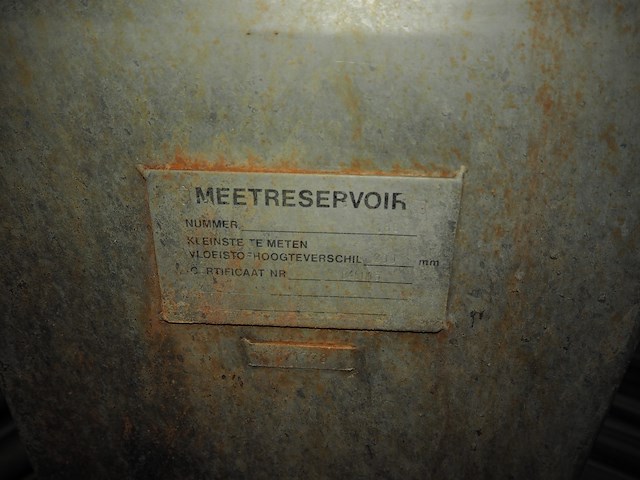 MEETRESERVOIR
NUMMER
KLEINSTE TE METEN
VLOEISTOFHOOGTEVERSCHIL mm
CERTIFICAAT NR